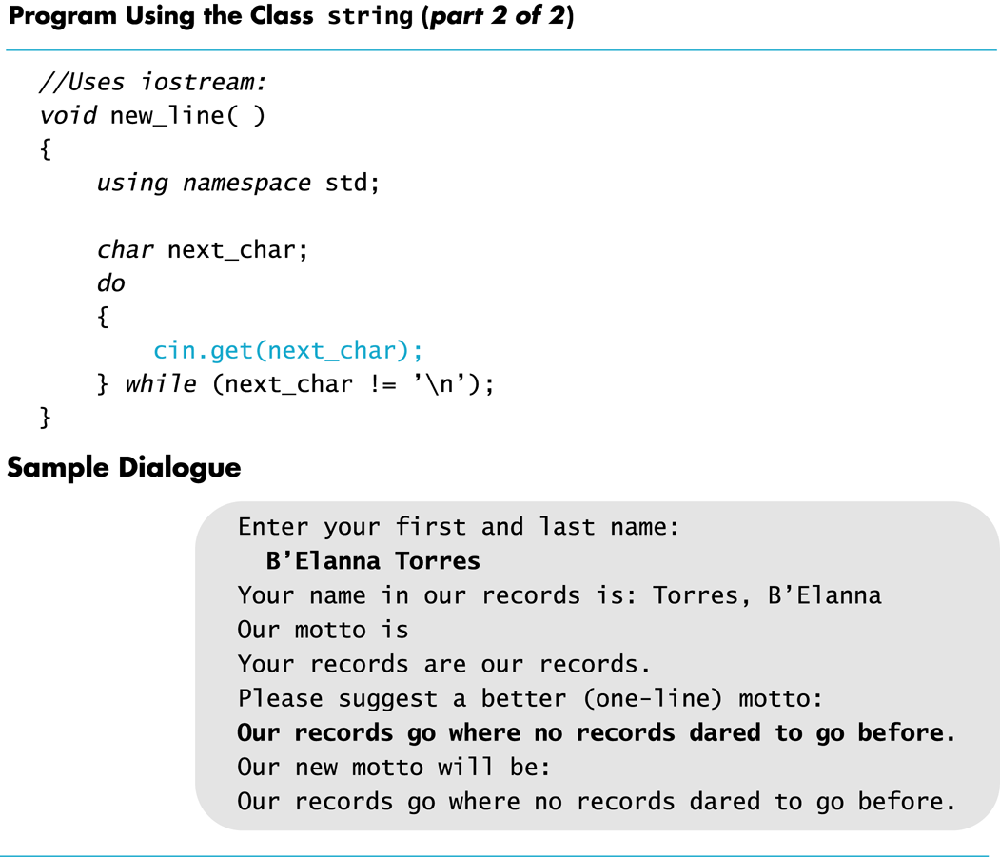 Program Using the Class string (part 2 of 2)
//Uses iostream:
void new_line( )
{
    using namespace std;
    char next_char;
    do
    {
        cin.get(next_char);
    } while (next_char != ’\n’);
}
Sample Dialogue
Enter your first and last name:
  B’Elanna Torres
Your name in our records is: Torres, B’Elanna
Our motto is
Your records are our records.
Please suggest a better (one-line) motto:
Our records go where no records dared to go before.
Our new motto will be:
Our records go where no records dared to go before.